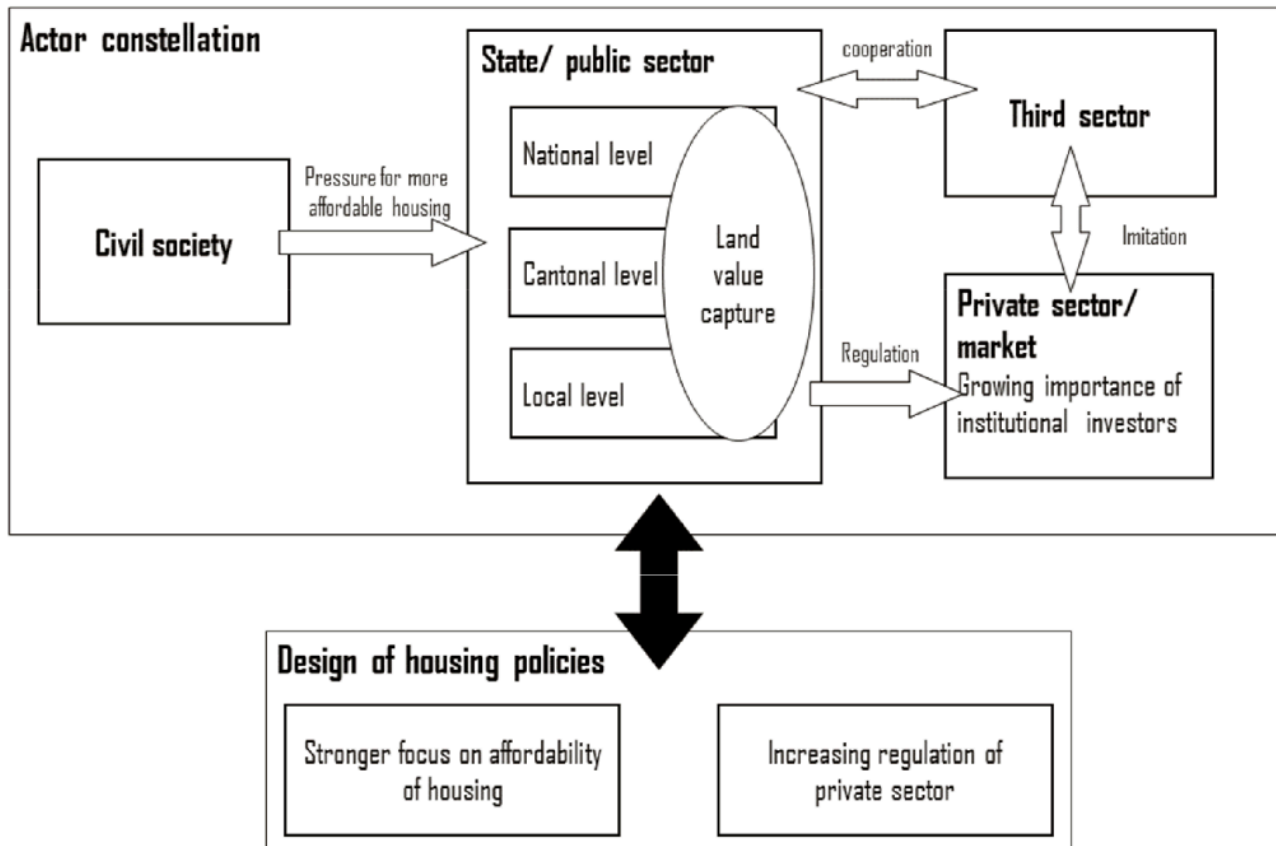 Actor constellation
Civil society
Pressure for more
affordable housing
State/ public sector
National level
Cantonal level
Local level
Land
value
capture
cooperation
Third sector
Imitation
Regulation
Private sector/
market
Growing importance of
institutional investors
Design of housing policies
Stronger focus on affordability
of housing
Increasing regulation of
private sector